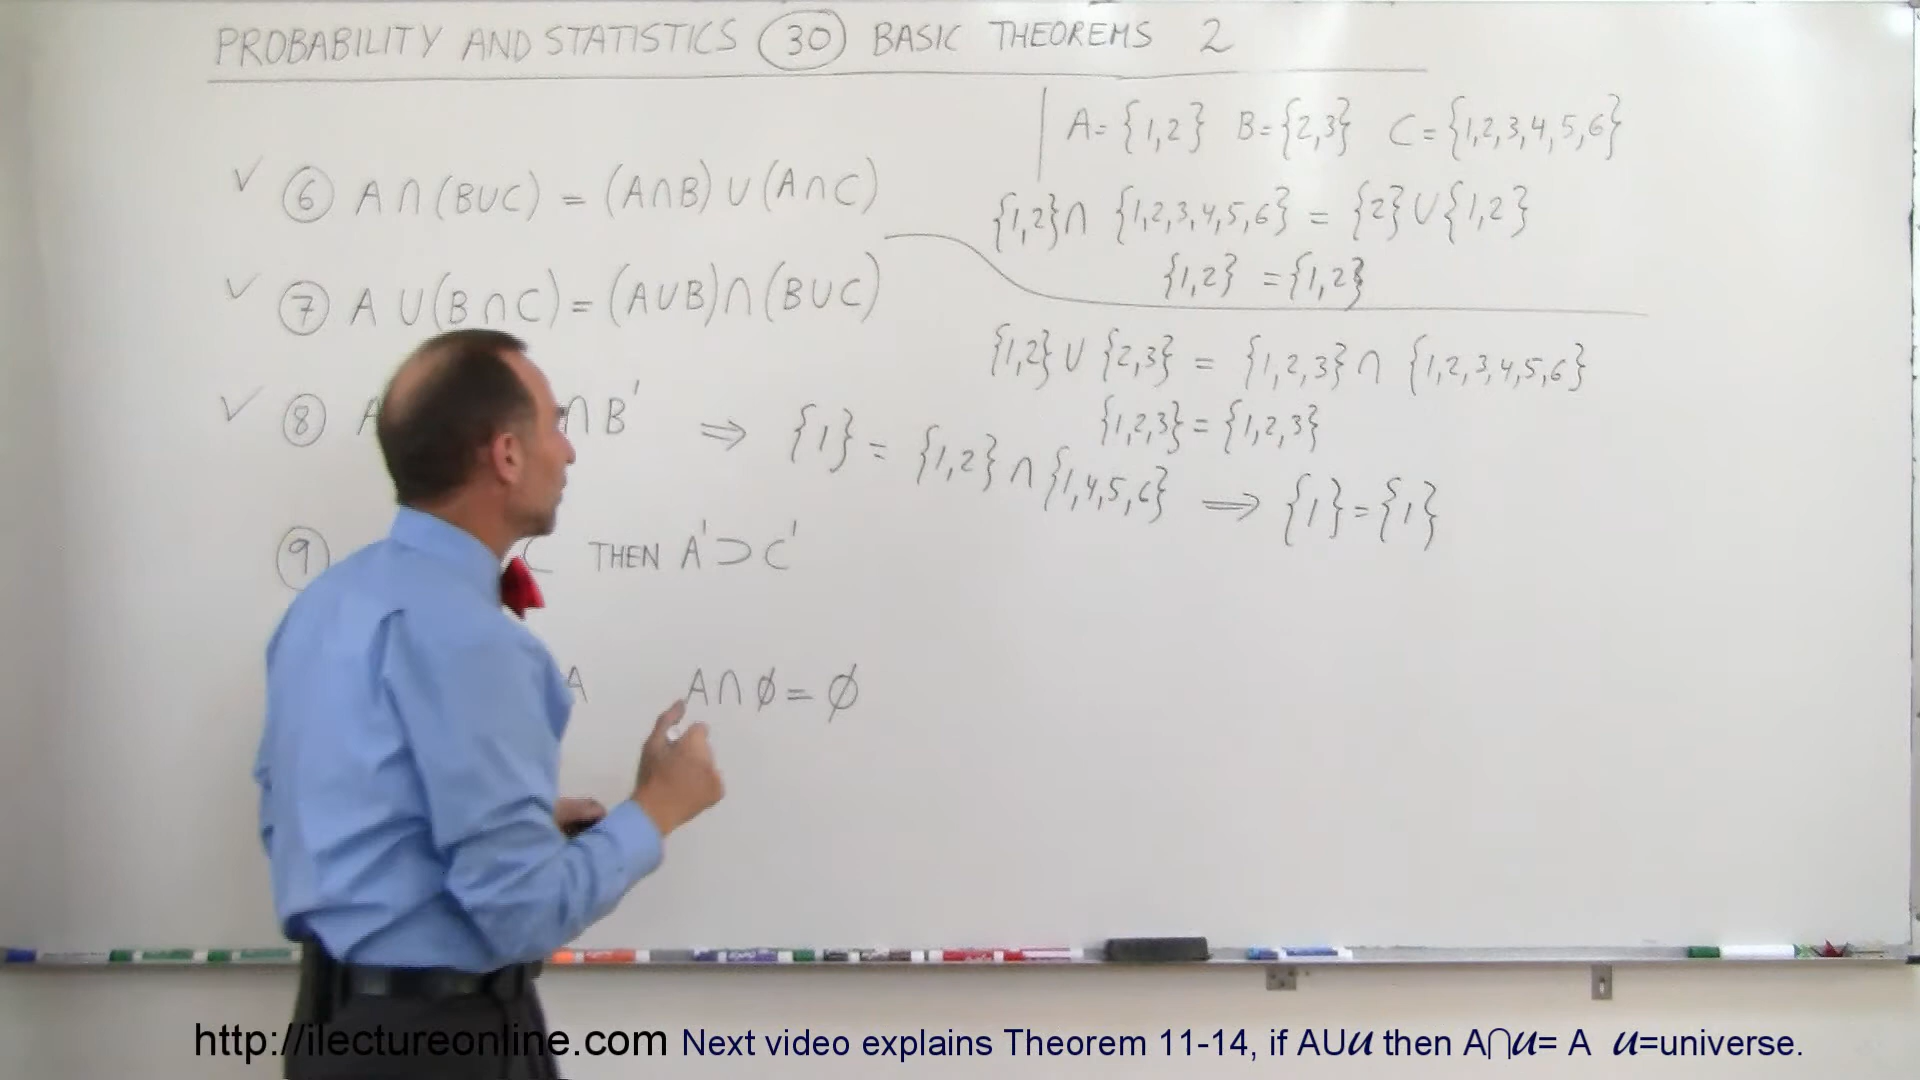 PROBABILITY AND STATISTICS 30 BASIC THEOREMS 2
A = {1,2} B = {2,3} C = {1,2,3,4,5,6}
✓ 6 A∩(B∪C) = (A∩B)∪(A∩C)
{1,2}∩ {1,2,3,4,5,6} = {2}∪{1,2}
{1,2} = {1,2}
✓ 7 A∪(B∩C) = (A∪B)∩(B∪C)
{1,2}∪{2,3} = {1,2,3}∩{1,2,3,4,5,6}
{1,2,3} = {1,2,3}
✓ 8 A ∩B' ⇒ {1} = {1,2}∩{1,4,5,6} ⇒ {1}={1}
9 C THEN A'⊃C'
A A∩∅ = ∅
http://ilectureonline.com Next video explains Theorem 11-14, if AU𝒰 then A∩𝒰= A 𝒰=universe.